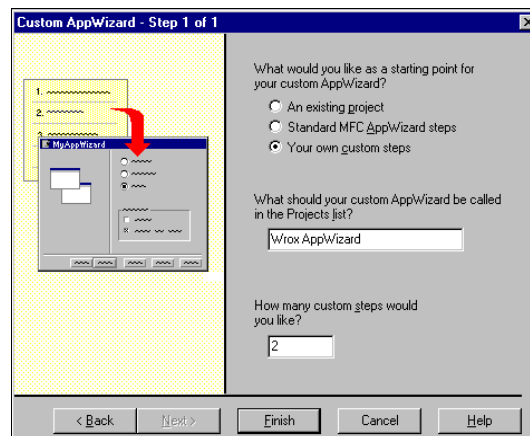 Custom AppWizard - Step 1 of 1
What would you like as a starting point for
your custom AppWizard?
An existing project
Standard MFC AppWizard steps
Your own custom steps
1.
2.
3.
MyAppWizard
What should your custom AppWizard be called
in the Projects list?
Wrox AppWizard
How many custom steps would
you like?
2
< Back
Next >
Finish
Cancel
Help